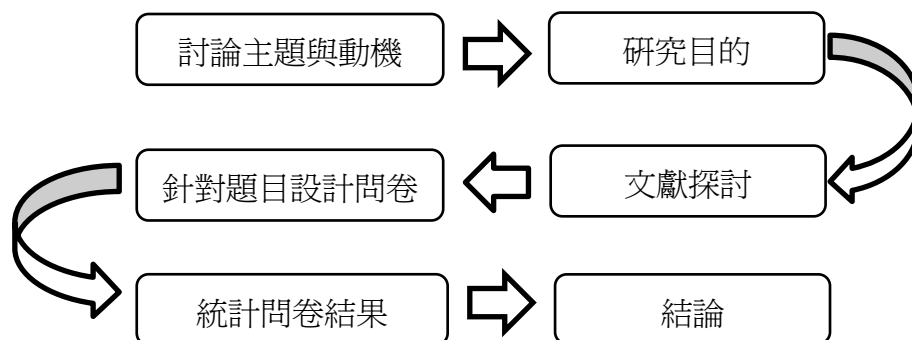 討論主題與動機
研究目的
文獻探討
針對題目設計問卷
統計問卷結果
結論